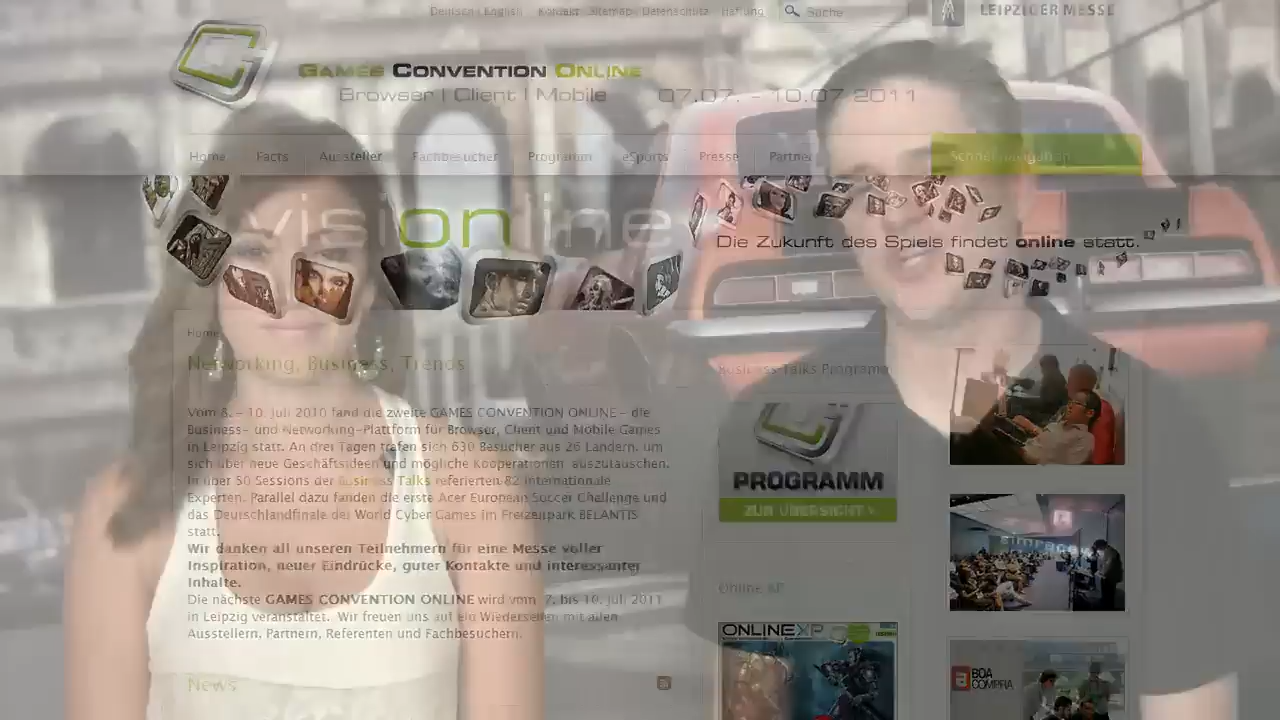 Deutsch | English Kontakt Sitemap Datenschutz Haftung Suche LEIPZIGER MESSE
GAMES CONVENTION ONLINE
Browser | Client | Mobile 07.07. - 10.07.2011
Home Facts Aussteller Fachbesucher Programm eSports Presse Partner Schnellnavigation
visionline
Die Zukunft des Spiels findet online statt.
Home
Networking, Business, Trends
Business-Talks Programm
Vom 8. - 10. Juli 2010 fand die zweite GAMES CONVENTION ONLINE - die
Business- und Networking-Plattform für Browser, Client und Mobile Games
in Leipzig statt. An drei Tagen trafen sich 630 Besucher aus 26 Ländern, um
sich über neue Geschäftsideen und mögliche Kooperationen auszutauschen.
In über 50 Sessions der Business Talks referierten 82 internationale
Experten. Parallel dazu fanden die erste Acer European Soccer Challenge und
das Deutschlandfinale der World Cyber Games im Freizeitpark BELANTIS
statt.
Wir danken all unseren Teilnehmern für eine Messe voller
Inspiration, neuer Eindrücke, guter Kontakte und interessanter
Inhalte.
Die nächste GAMES CONVENTION ONLINE wird vom 7. bis 10. Juli 2011
in Leipzig veranstaltet. Wir freuen uns auf ein Wiedersehen mit allen
Ausstellern, Partnern, Referenten und Fachbesuchern.
News
PROGRAMM
ZUR ÜBERSICHT >
Online XP
ONLINEXP
simracer
BOA
COMPRA